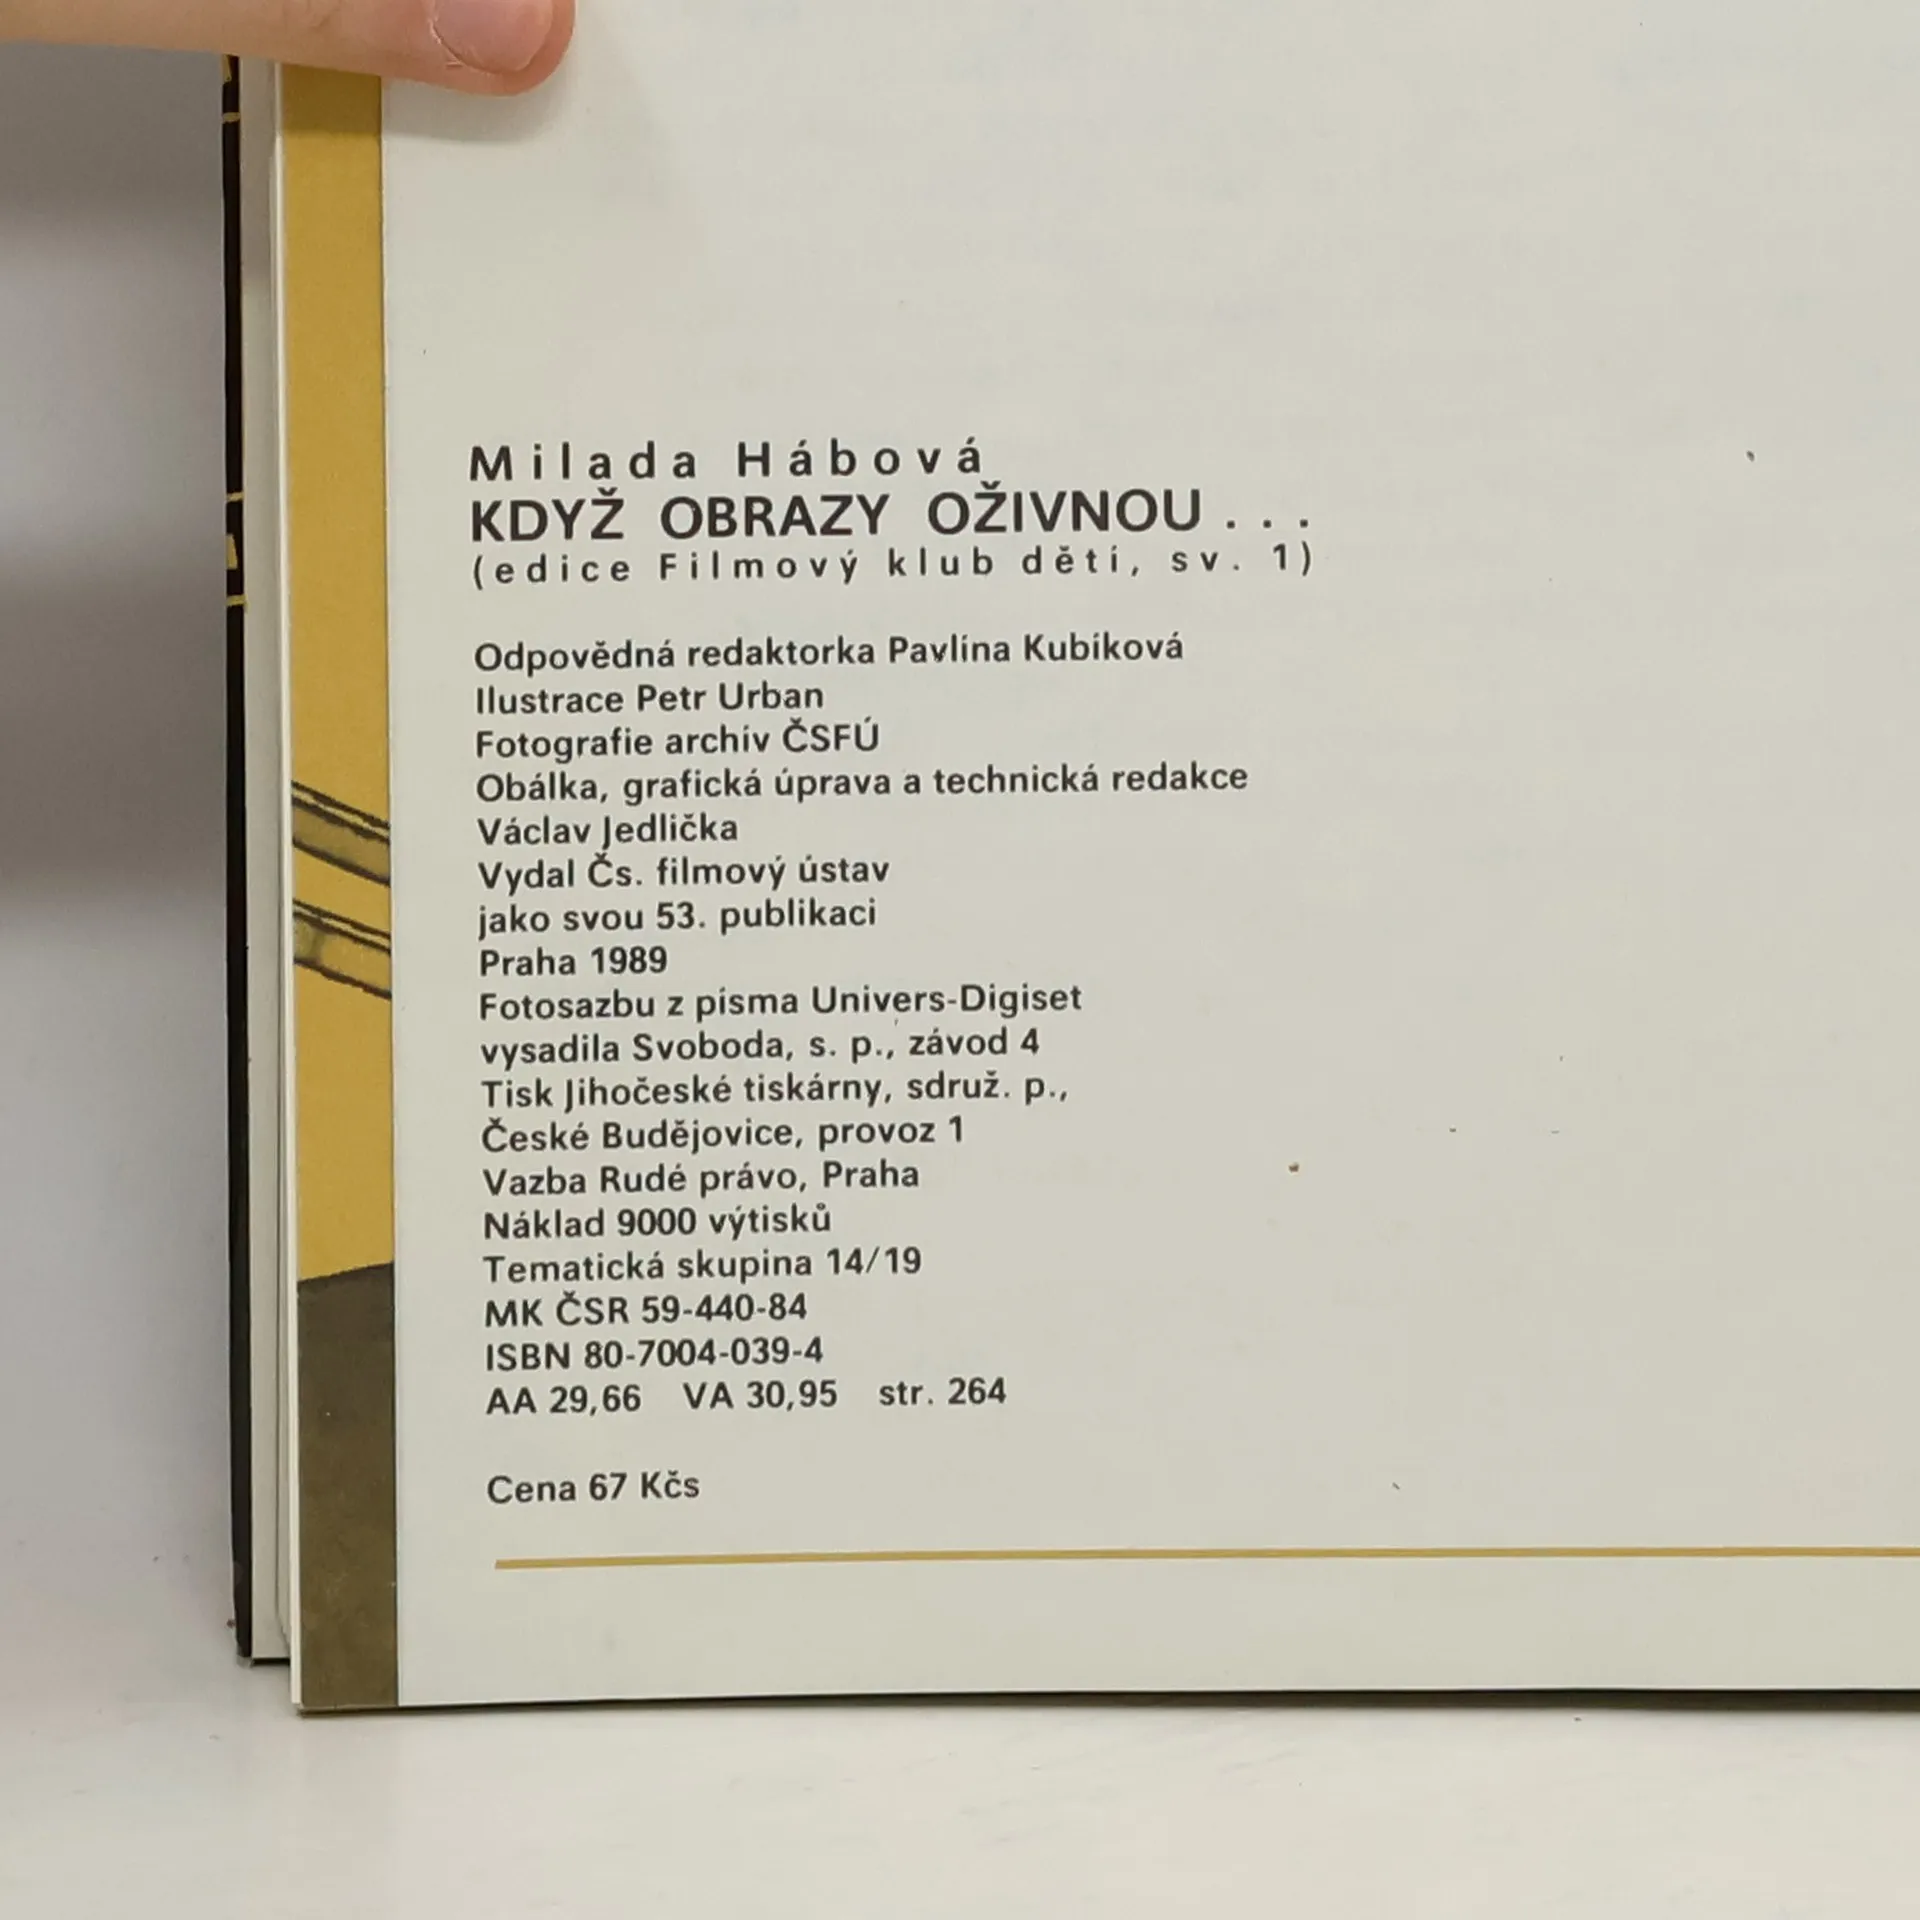 Milada Hábová
KDYŽ OBRAZY OŽIVNOU...
(edice Filmový klub dětí, sv. 1)
Odpovědná redaktorka Pavlína Kubíková
Ilustrace Petr Urban
Fotografie archív ČSFÚ
Obálka, grafická úprava a technická redakce
Václav Jedlička
Vydal Čs. filmový ústav
jako svou 53. publikaci
Praha 1989
Fotosazbu z písma Univers-Digiset
vysadila Svoboda, s. p., závod 4
Tisk Jihočeské tiskárny, sdruž. p.,
České Budějovice, provoz 1
Vazba Rudé právo, Praha
Náklad 9000 výtisků
Tematická skupina 14/19
MK ČSR 59-440-84
ISBN 80-7004-039-4
AA 29,66 VA 30,95 str. 264
Cena 67 Kčs